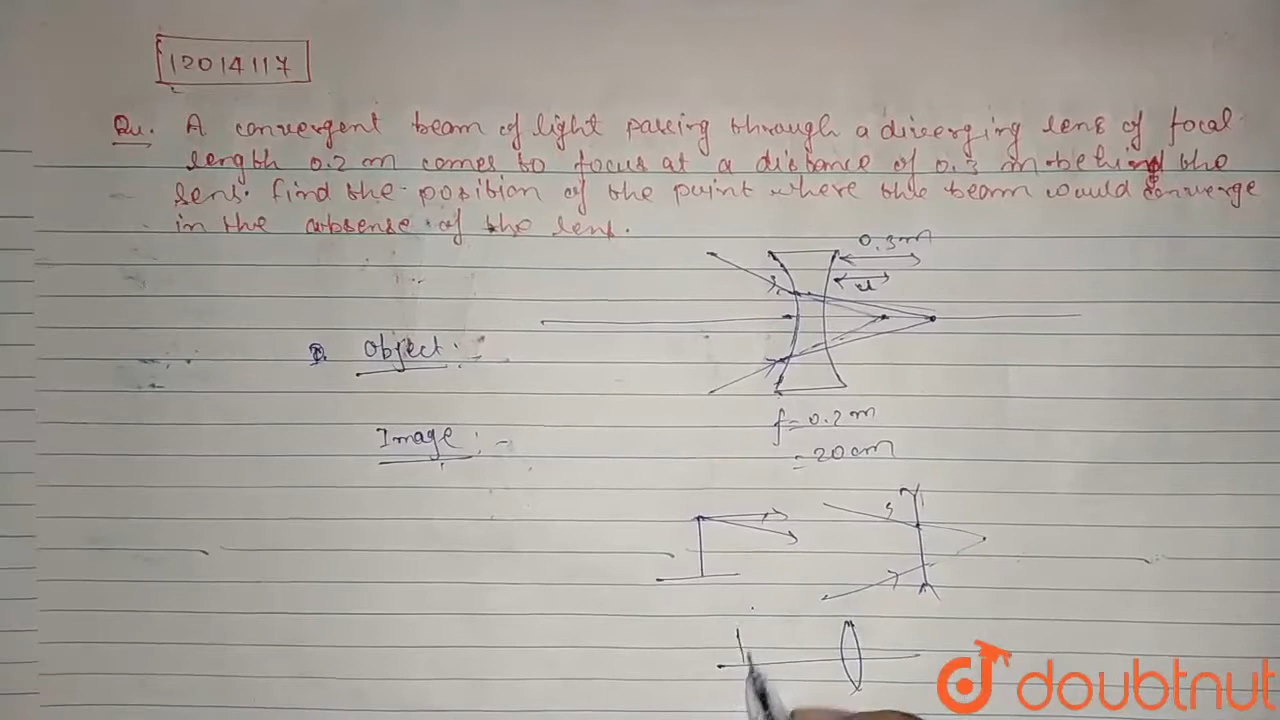 12014117
Qu. A convergent beam of light passing through a diverging lens of focal
length 0.2 m comes to focus at a distance of 0.3 m behind the
lens. find the position of the point where the beam would converge
in the absense of the lens.
0.3m
u
Object:-
f=0.2m
Image:-
=20cm
doubtnut